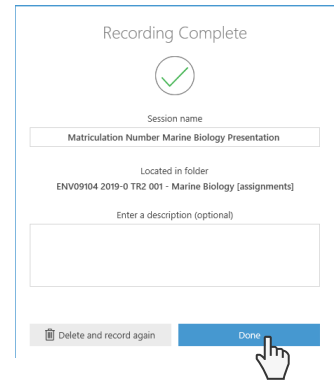 Recording Complete
Session name
Matriculation Number Marine Biology Presentation
Located in folder
ENV09104 2019-0 TR2 001 - Marine Biology [assignments]
Enter a description (optional)
Delete and record again
Done